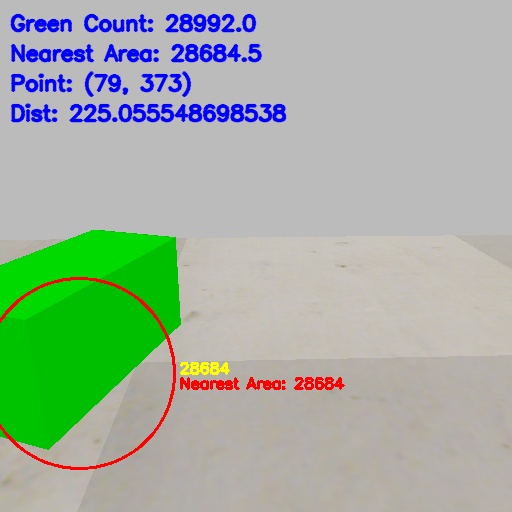 Green Count: 28992.0
Nearest Area: 28684.5
Point: (79, 373)
Dist: 225.055548698538
28684
Nearest Area: 28684